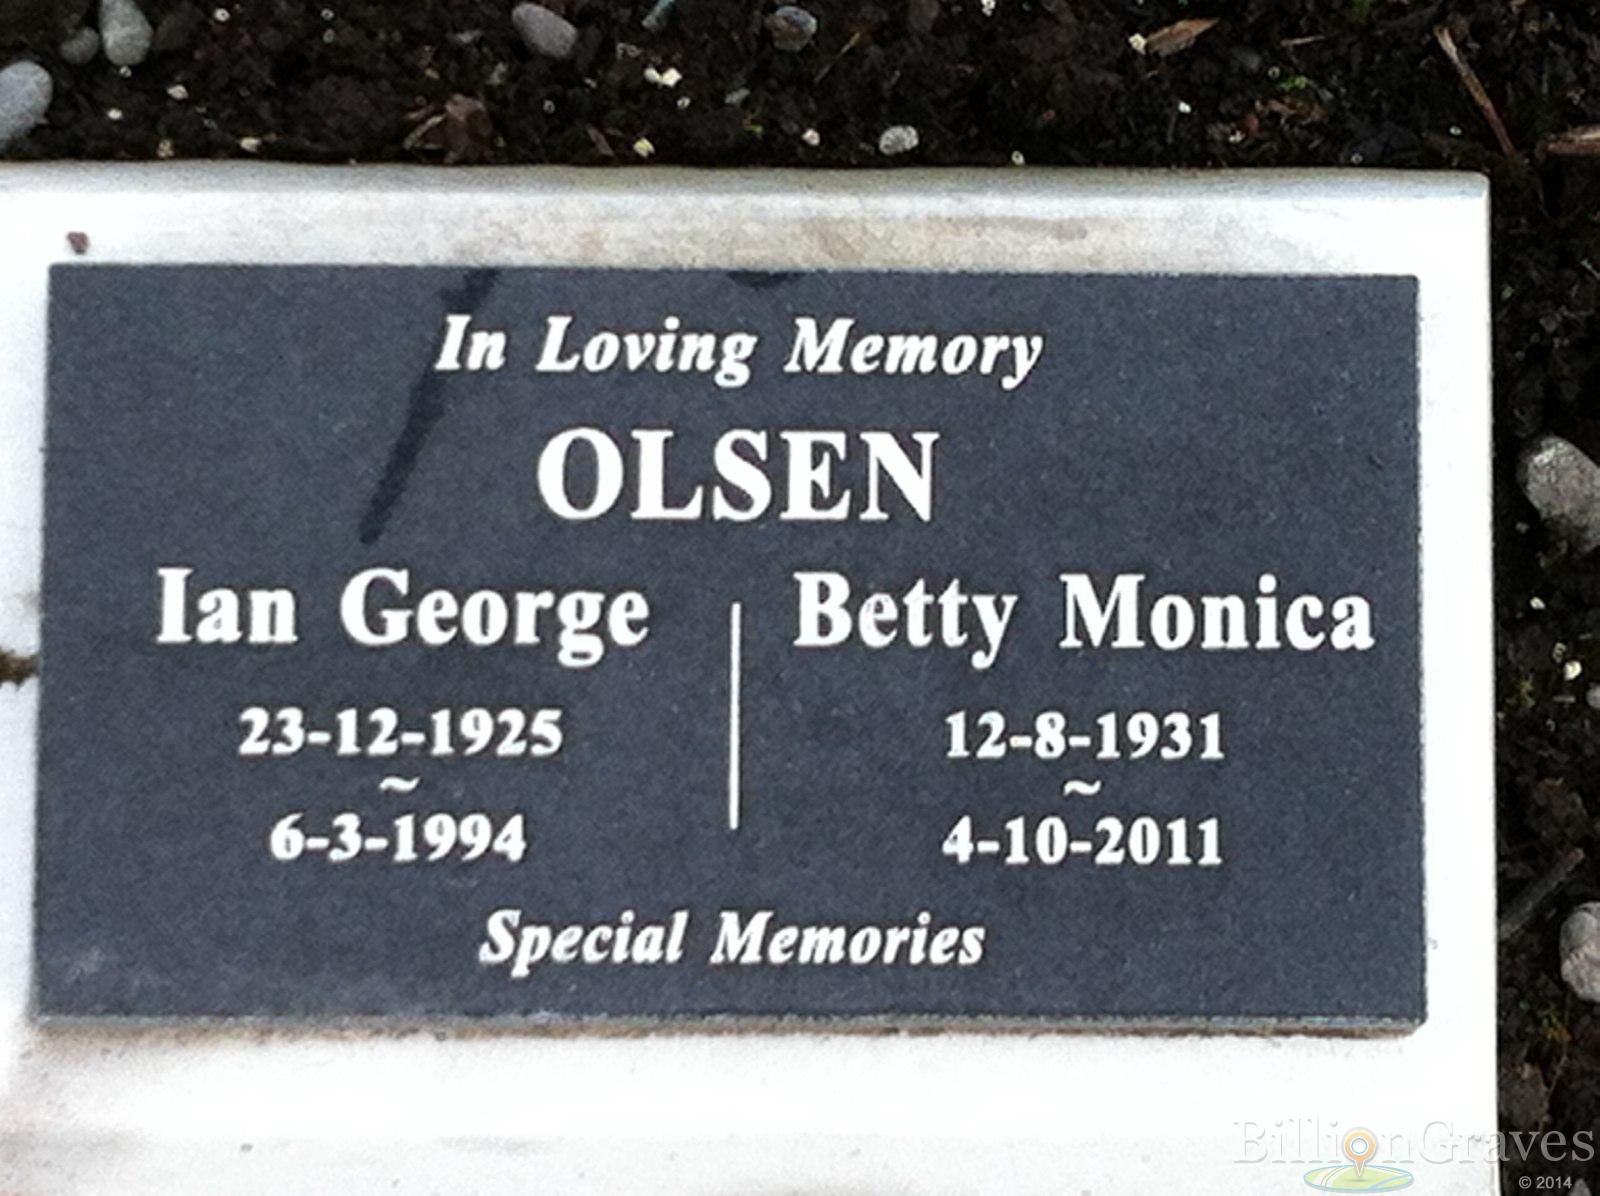 In Loving Memory
OLSEN
Ian George
23-12-1925
~
6-3-1994
Betty Monica
12-8-1931
~
4-10-2011
Special Memories
BillionGraves
© 2014